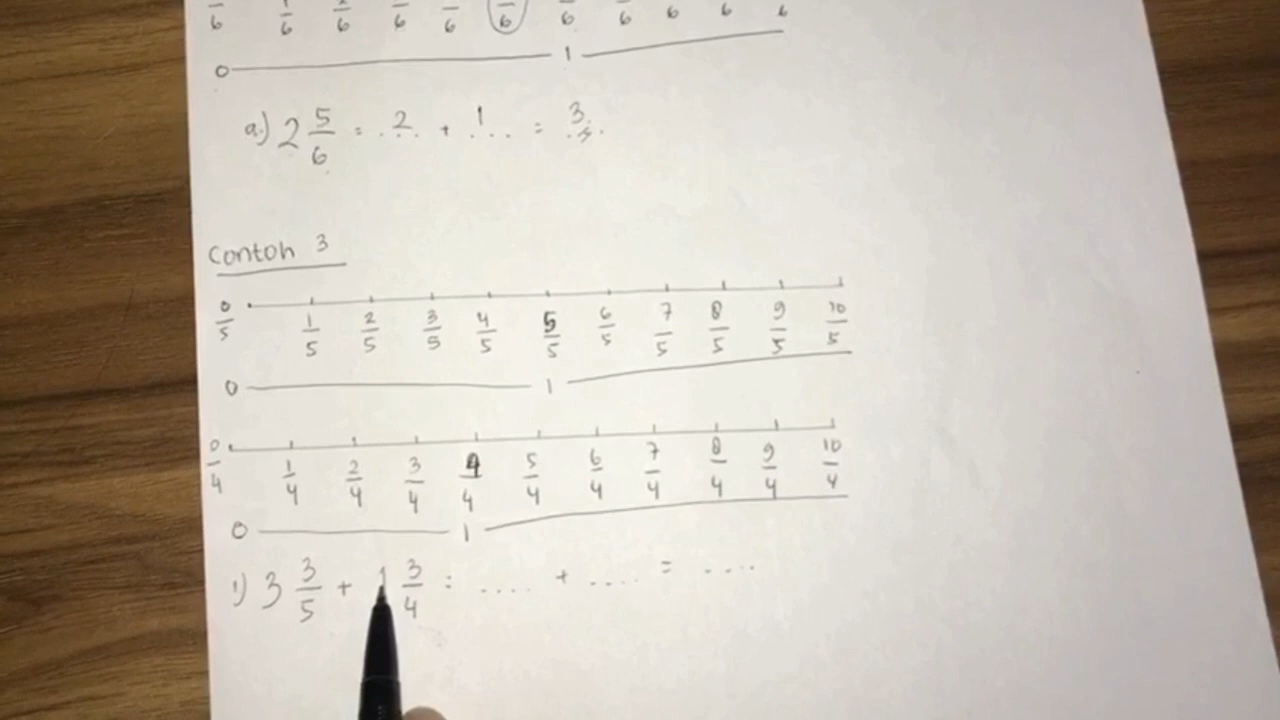 /6 1/6 2/6 /6 /6 /6 /6 6 6 6 6
0 1
a.) 2 5/6 = ..2.. + ..1.. = ..3..
Contoh 3
0/5 1/5 2/5 3/5 4/5 5/5 6/5 7/5 8/5 9/5 10/5
0 1
0/4 1/4 2/4 3/4 4/4 5/4 6/4 7/4 8/4 9/4 10/4
0 1
1) 3 3/5 + 1 3/4 = .... + .... = ....